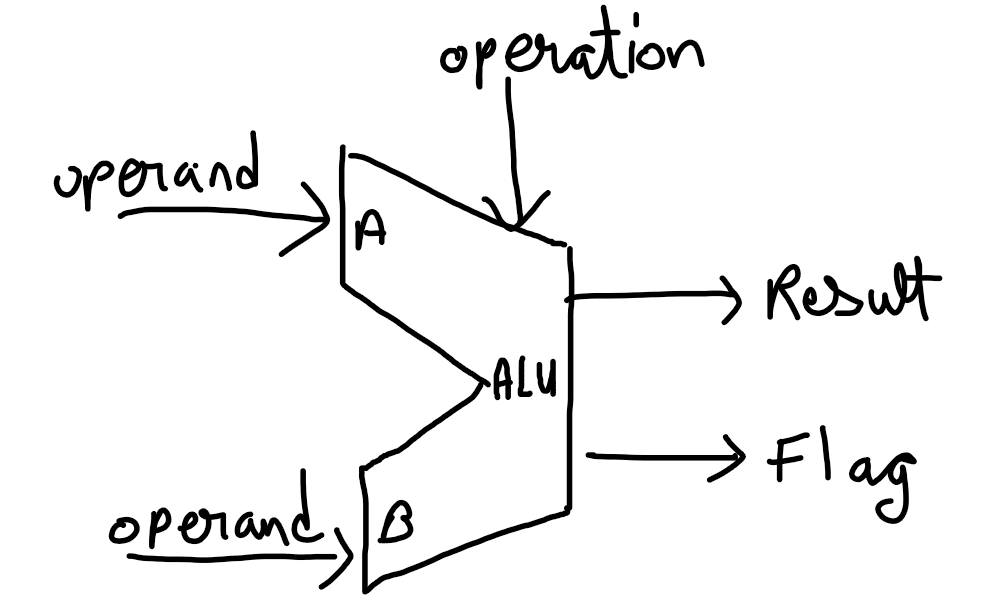 operation
operand
A
Result
ALU
Flag
operand
B